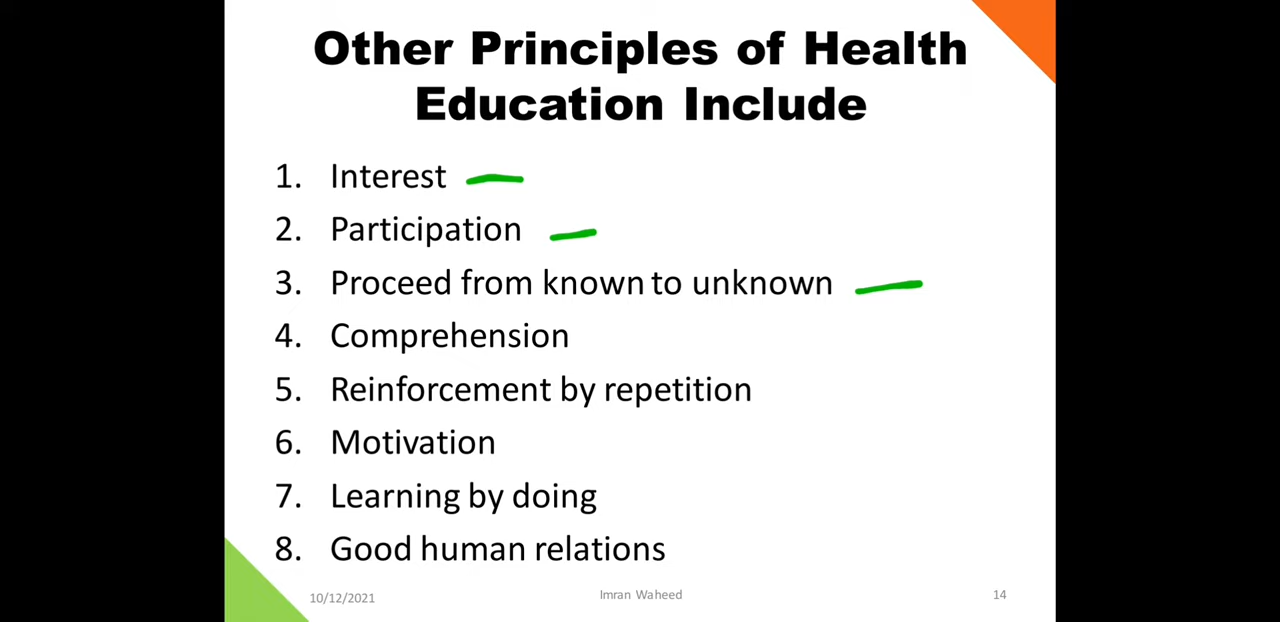 Other Principles of Health
Education Include
1. Interest
2. Participation
3. Proceed from known to unknown
4. Comprehension
5. Reinforcement by repetition
6. Motivation
7. Learning by doing
8. Good human relations
10/12/2021 Imran Waheed 14